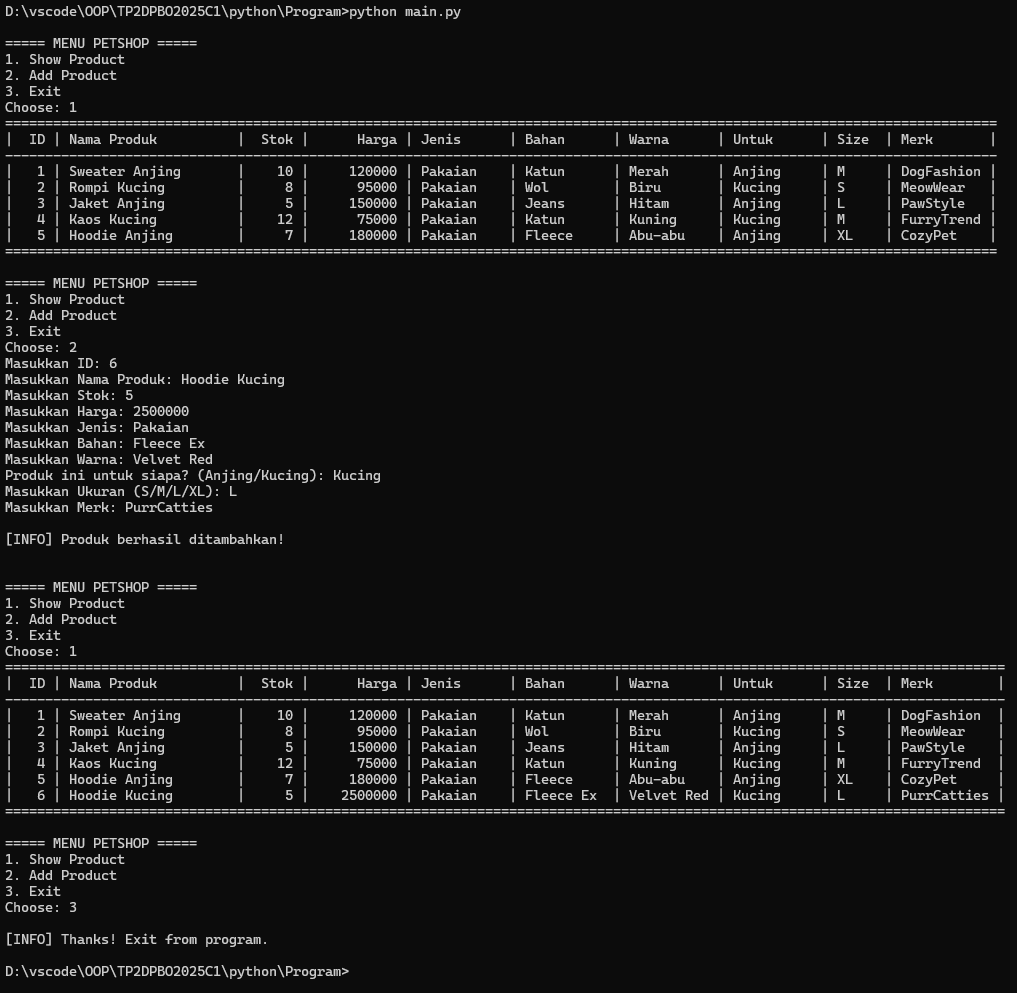 D:\vscode\OOP\TP2DPBO2025C1\python\Program>python main.py
===== MENU PETSHOP =====
1. Show Product
2. Add Product
3. Exit
Choose: 1
============================================================================================================================
|  ID | Nama Produk          |  Stok |      Harga | Jenis      | Bahan      | Warna      | Untuk      | Size  | Merk       |
----------------------------------------------------------------------------------------------------------------------------
|   1 | Sweater Anjing       |    10 |     120000 | Pakaian    | Katun      | Merah      | Anjing     | M     | DogFashion |
|   2 | Rompi Kucing         |     8 |      95000 | Pakaian    | Wol        | Biru       | Kucing     | S     | MeowWear   |
|   3 | Jaket Anjing         |     5 |     150000 | Pakaian    | Jeans      | Hitam      | Anjing     | L     | PawStyle   |
|   4 | Kaos Kucing          |    12 |      75000 | Pakaian    | Katun      | Kuning     | Kucing     | M     | FurryTrend |
|   5 | Hoodie Anjing        |     7 |     180000 | Pakaian    | Fleece     | Abu-abu    | Anjing     | XL    | CozyPet    |
============================================================================================================================
===== MENU PETSHOP =====
1. Show Product
2. Add Product
3. Exit
Choose: 2
Masukkan ID: 6
Masukkan Nama Produk: Hoodie Kucing
Masukkan Stok: 5
Masukkan Harga: 2500000
Masukkan Jenis: Pakaian
Masukkan Bahan: Fleece Ex
Masukkan Warna: Velvet Red
Produk ini untuk siapa? (Anjing/Kucing): Kucing
Masukkan Ukuran (S/M/L/XL): L
Masukkan Merk: PurrCatties
[INFO] Produk berhasil ditambahkan!
===== MENU PETSHOP =====
1. Show Product
2. Add Product
3. Exit
Choose: 1
=============================================================================================================================
|  ID | Nama Produk          |  Stok |      Harga | Jenis      | Bahan      | Warna      | Untuk      | Size  | Merk        |
-----------------------------------------------------------------------------------------------------------------------------
|   1 | Sweater Anjing       |    10 |     120000 | Pakaian    | Katun      | Merah      | Anjing     | M     | DogFashion  |
|   2 | Rompi Kucing         |     8 |      95000 | Pakaian    | Wol        | Biru       | Kucing     | S     | MeowWear    |
|   3 | Jaket Anjing         |     5 |     150000 | Pakaian    | Jeans      | Hitam      | Anjing     | L     | PawStyle    |
|   4 | Kaos Kucing          |    12 |      75000 | Pakaian    | Katun      | Kuning     | Kucing     | M     | FurryTrend  |
|   5 | Hoodie Anjing        |     7 |     180000 | Pakaian    | Fleece     | Abu-abu    | Anjing     | XL    | CozyPet     |
|   6 | Hoodie Kucing        |     5 |    2500000 | Pakaian    | Fleece Ex  | Velvet Red | Kucing     | L     | PurrCatties |
=============================================================================================================================
===== MENU PETSHOP =====
1. Show Product
2. Add Product
3. Exit
Choose: 3
[INFO] Thanks! Exit from program.
D:\vscode\OOP\TP2DPBO2025C1\python\Program>